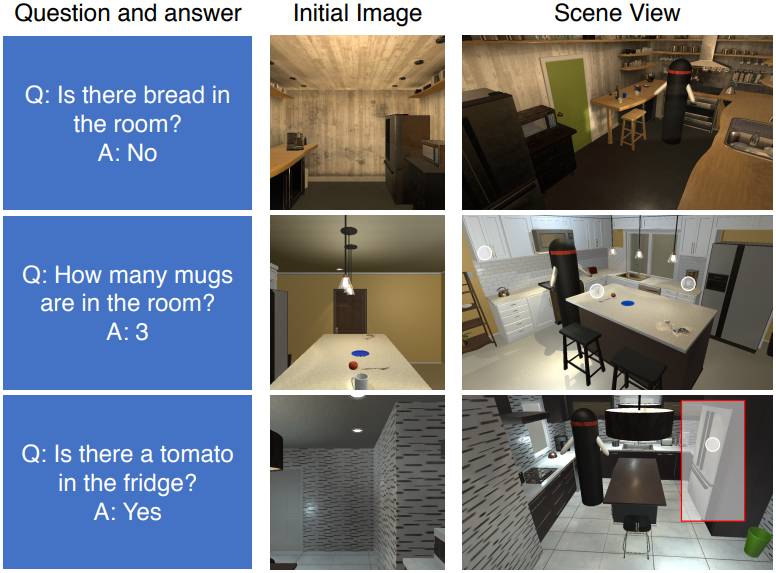 Question and answer
Initial Image
Scene View
Q: Is there bread in
the room?
A: No
Q: How many mugs
are in the room?
A: 3
Q: Is there a tomato
in the fridge?
A: Yes